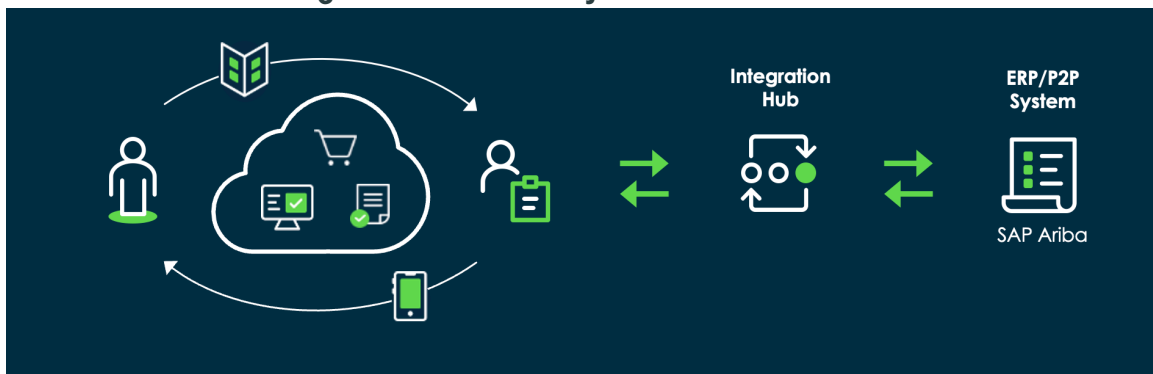 Integration
Hub
ERP/P2P
System
SAP Ariba